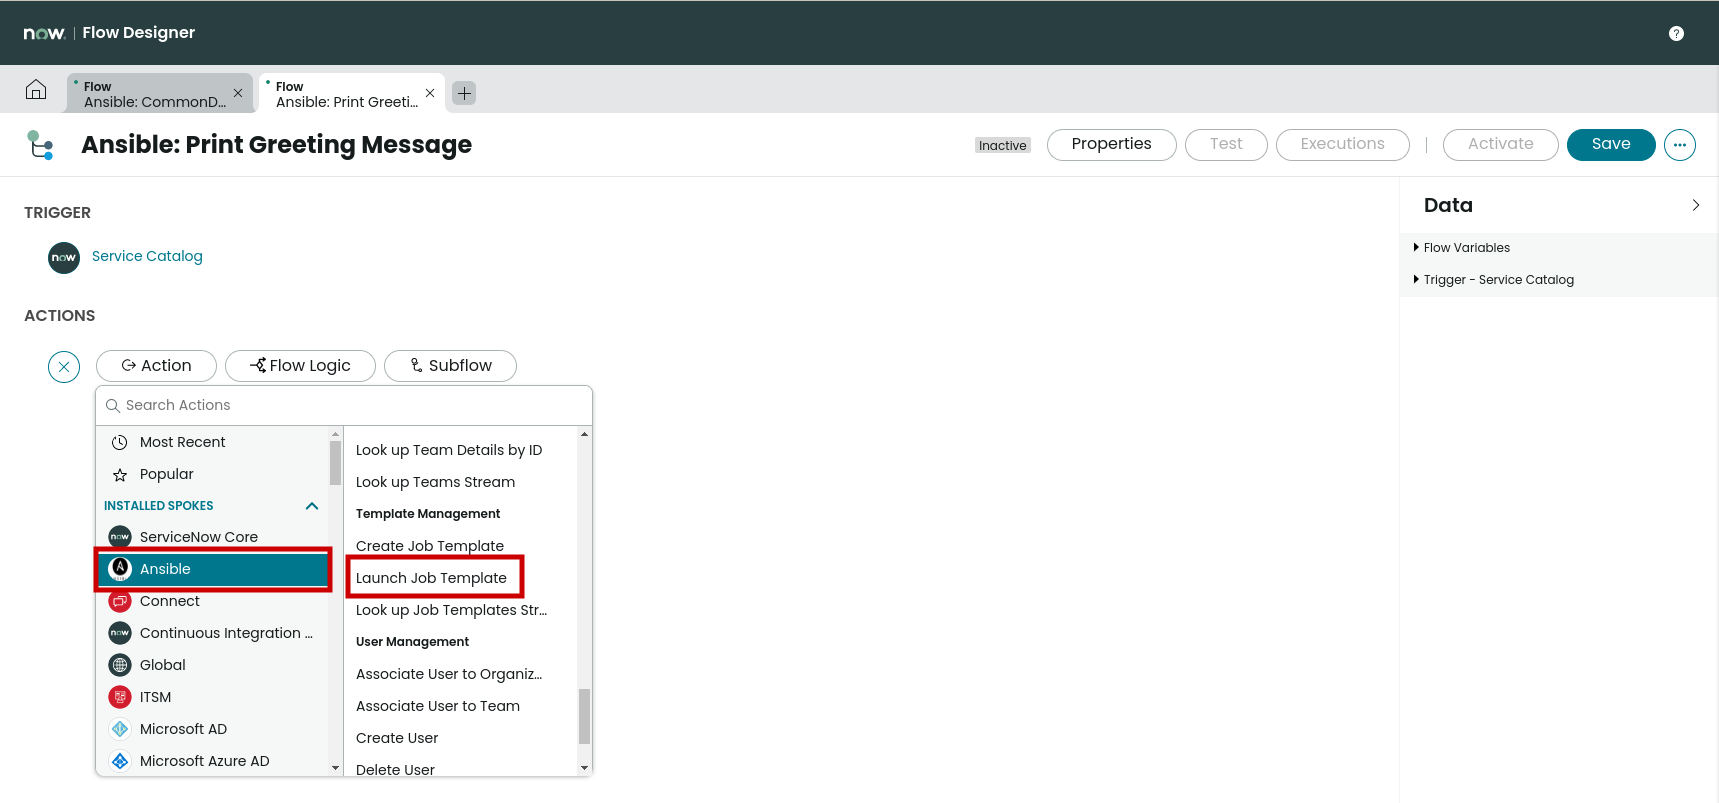 now. | Flow Designer
?
Flow
Ansible: CommonD...
Flow
Ansible: Print Greeti...
Ansible: Print Greeting Message
Inactive
Properties
Test
Executions
Activate
Save
TRIGGER
now
Service Catalog
ACTIONS
Action
Flow Logic
Subflow
Search Actions
Most Recent
Popular
INSTALLED SPOKES
now
ServiceNow Core
A
Ansible
Connect
now
Continuous Integration ...
Global
ITSM
Microsoft AD
Microsoft Azure AD
Look up Team Details by ID
Look up Teams Stream
Template Management
Create Job Template
Launch Job Template
Look up Job Templates Str...
User Management
Associate User to Organiz...
Associate User to Team
Create User
Delete User
Data
Flow Variables
Trigger - Service Catalog